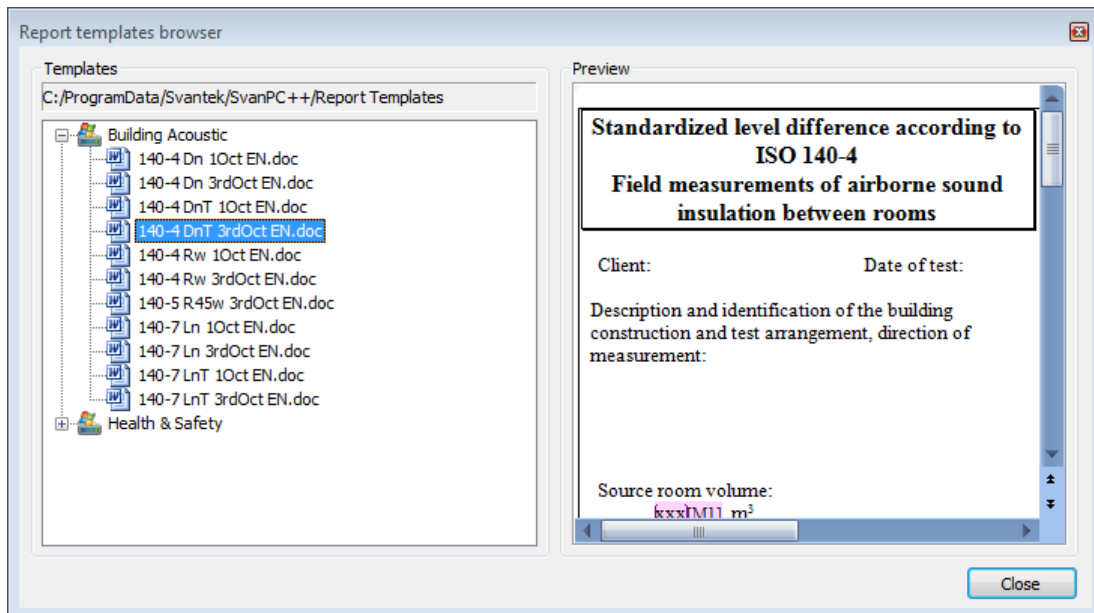 Report templates browser
Templates
C:/ProgramData/Svantek/SvanPC++/Report Templates
Building Acoustic
140-4 Dn 1Oct EN.doc
140-4 Dn 3rdOct EN.doc
140-4 DnT 1Oct EN.doc
140-4 DnT 3rdOct EN.doc
140-4 Rw 1Oct EN.doc
140-4 Rw 3rdOct EN.doc
140-5 R45w 3rdOct EN.doc
140-7 Ln 1Oct EN.doc
140-7 Ln 3rdOct EN.doc
140-7 LnT 1Oct EN.doc
140-7 LnT 3rdOct EN.doc
Health & Safety
Preview
Standardized level difference according to
ISO 140-4
Field measurements of airborne sound
insulation between rooms
Client: Date of test:
Description and identification of the building
construction and test arrangement, direction of
measurement:
Source room volume:
xxx[M1] m³
Close